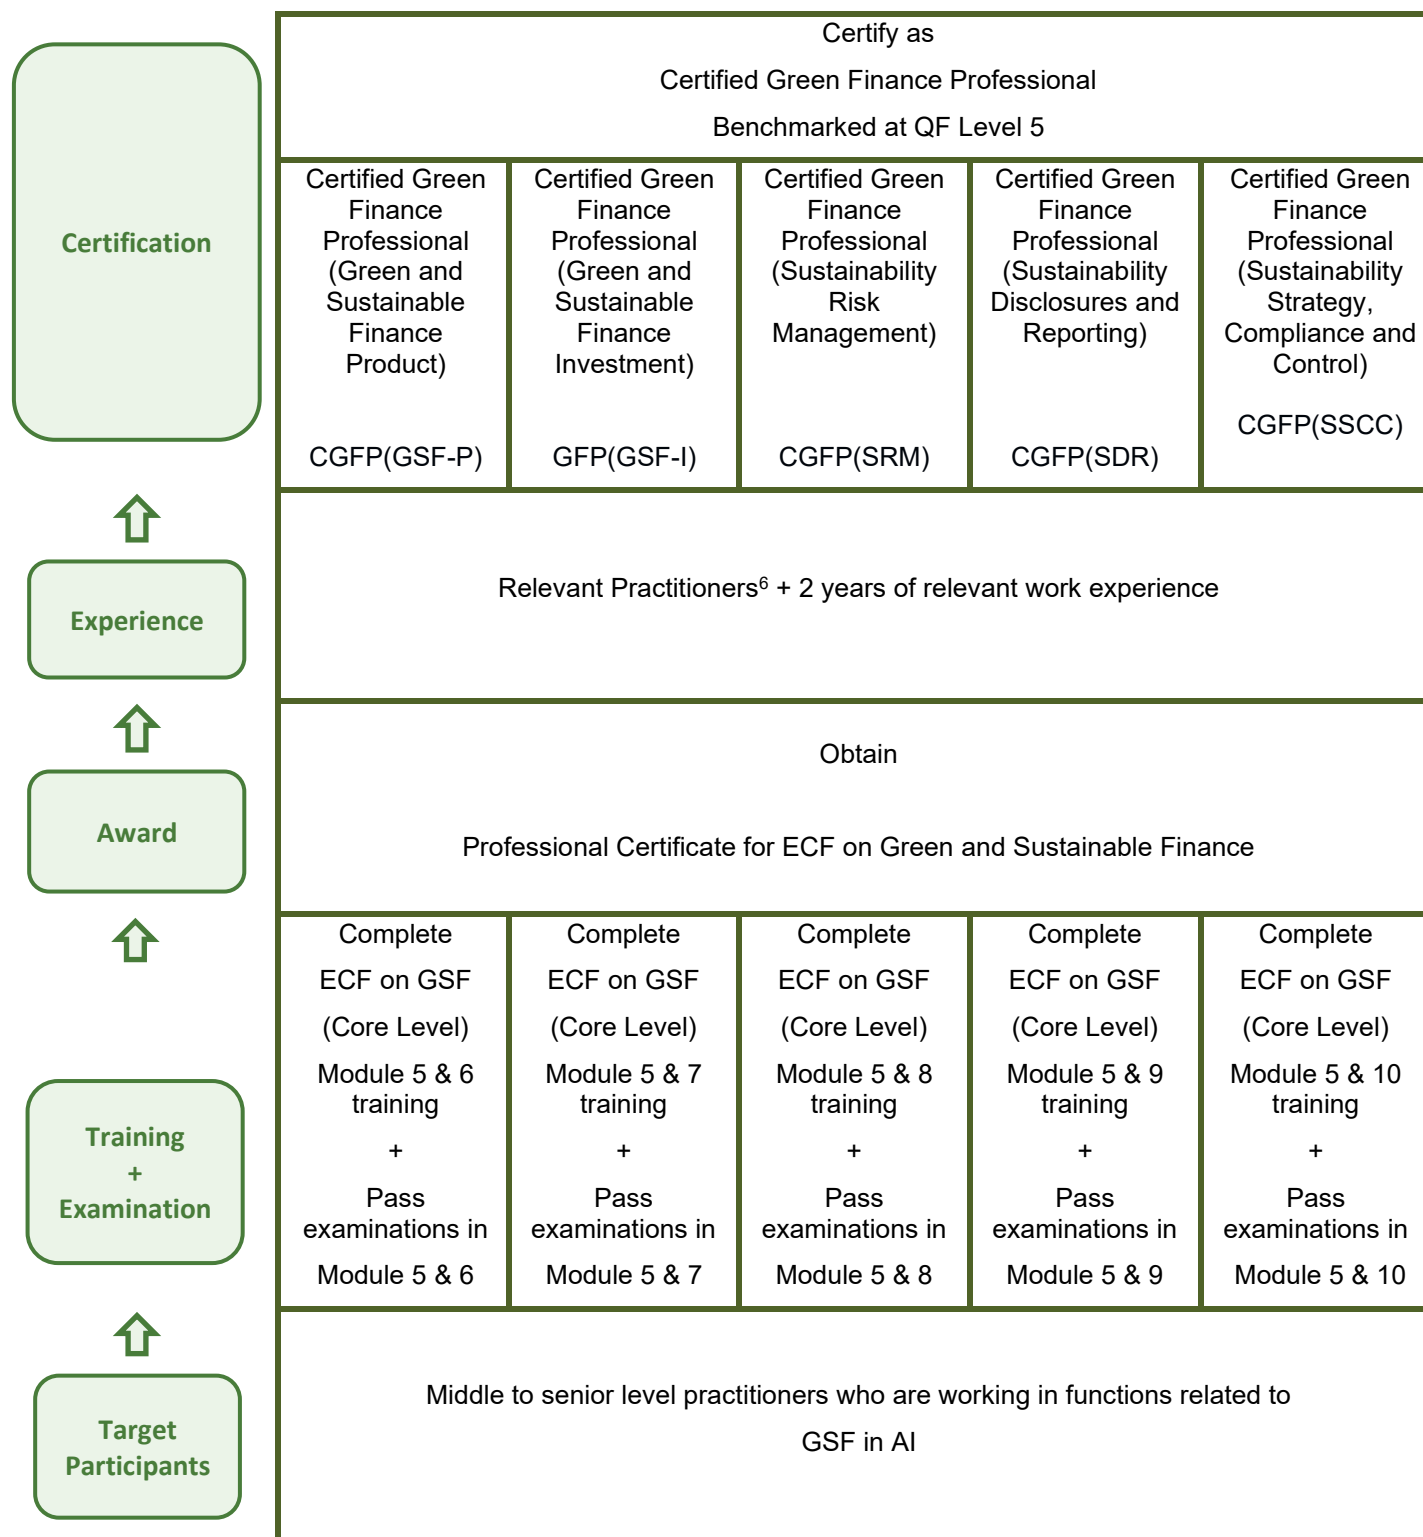 Certification
Certify as
Certified Green Finance Professional
Benchmarked at QF Level 5
Certified Green
Finance
Professional
(Green and
Sustainable
Finance
Product)
CGFP(GSF-P)
Certified Green
Finance
Professional
(Green and
Sustainable
Finance
Investment)
GFP(GSF-I)
Certified Green
Finance
Professional
(Sustainability
Risk
Management)
CGFP(SRM)
Certified Green
Finance
Professional
(Sustainability
Disclosures and
Reporting)
CGFP(SDR)
Certified Green
Finance
Professional
(Sustainability
Strategy,
Compliance and
Control)
CGFP(SSCC)
Experience
Relevant Practitioners⁶ + 2 years of relevant work experience
Award
Obtain
Professional Certificate for ECF on Green and Sustainable Finance
Training
+
Examination
Complete
ECF on GSF
(Core Level)
Module 5 & 6
training
+
Pass
examinations in
Module 5 & 6
Complete
ECF on GSF
(Core Level)
Module 5 & 7
training
+
Pass
examinations in
Module 5 & 7
Complete
ECF on GSF
(Core Level)
Module 5 & 8
training
+
Pass
examinations in
Module 5 & 8
Complete
ECF on GSF
(Core Level)
Module 5 & 9
training
+
Pass
examinations in
Module 5 & 9
Complete
ECF on GSF
(Core Level)
Module 5 & 10
training
+
Pass
examinations in
Module 5 & 10
Target
Participants
Middle to senior level practitioners who are working in functions related to
GSF in AI